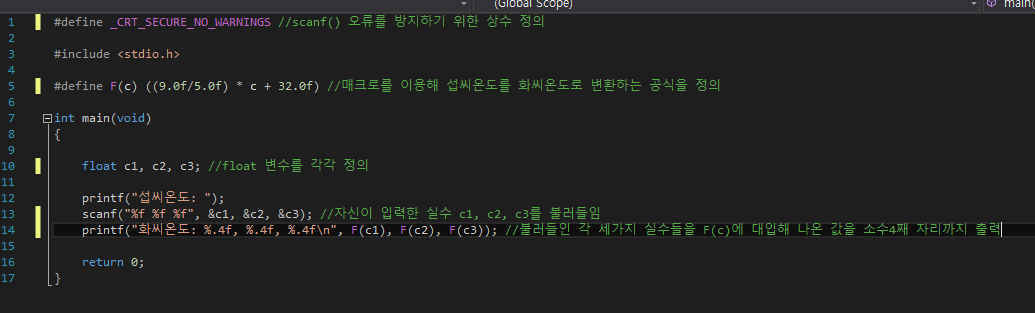 (Global Scope) main(
1 #define _CRT_SECURE_NO_WARNINGS //scanf() 오류를 방지하기 위한 상수 정의
2
3 #include <stdio.h>
4
5 #define F(c) ((9.0f/5.0f) * c + 32.0f) //매크로를 이용해 섭씨온도를 화씨온도로 변환하는 공식을 정의
6
7 int main(void)
8 {
9
10 float c1, c2, c3; //float 변수를 각각 정의
11
12 printf("섭씨온도: ");
13 scanf("%f %f %f", &c1, &c2, &c3); //자신이 입력한 실수 c1, c2, c3를 불러들임
14 printf("화씨온도: %.4f, %.4f, %.4f\n", F(c1), F(c2), F(c3)); //불러들인 각 세가지 실수들을 F(c)에 대입해 나온 값을 소수4째 자리까지 출력
15
16 return 0;
17 }